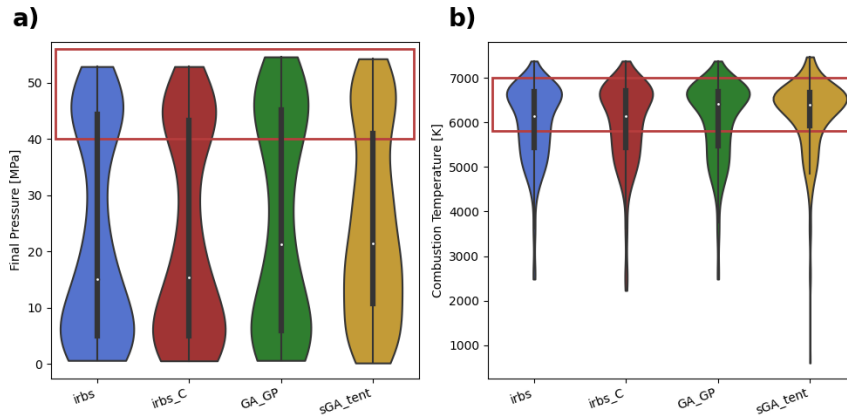 a)
Final Pressure [MPa]
50
40
30
20
10
0
irbs
irbs_C
GA_GP
sGA_tent
b)
Combustion Temperature [K]
7000
6000
5000
4000
3000
2000
1000
irbs
irbs_C
GA_GP
sGA_tent